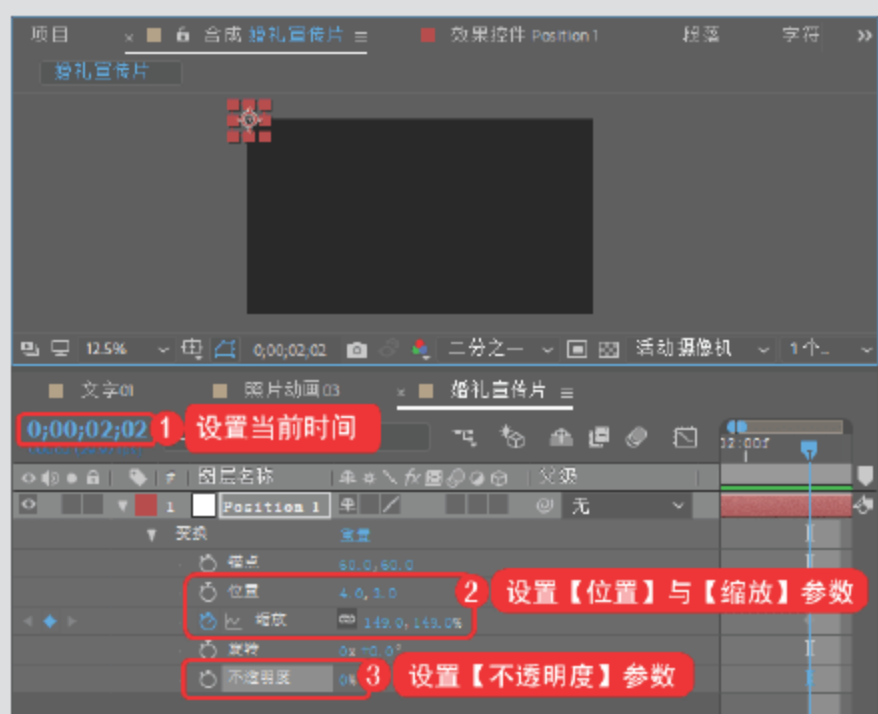 项目 × 合成 婚礼宣传片 ≡ 效果控件 Position 1 段落 字符 »
婚礼宣传片
12.5% 0;00;02;02 二分之一 活动摄像机 1个...
文字01 照片动画03 × 婚礼宣传片 ≡
0;00;02;02 1 设置当前时间
12:00f
# 图层名称 fx 父级
1 Position 1 无
变换 重置
锚点 60.0,60.0
位置 4.0,3.0 2 设置【位置】与【缩放】参数
缩放 149.0,149.0%
旋转 0x+0.0°
不透明度 0% 3 设置【不透明度】参数